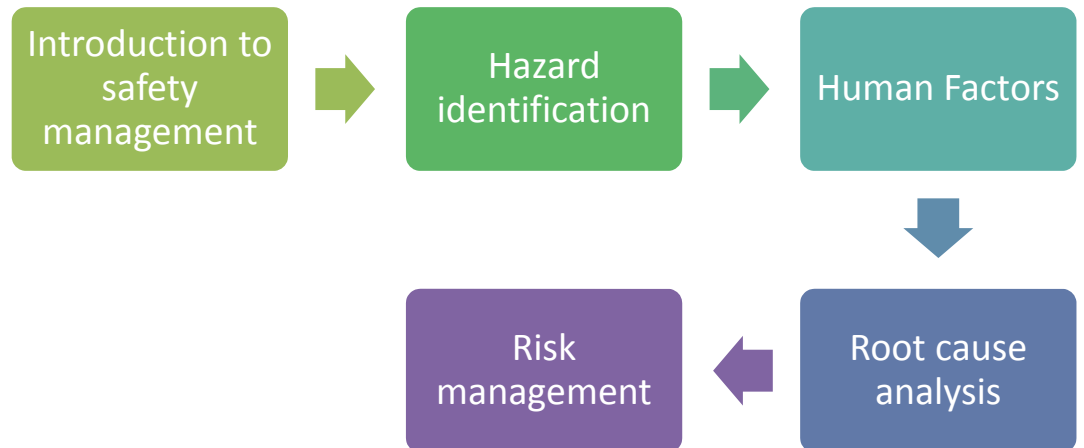 Introduction to
safety
management
Hazard
identification
Human Factors
Root cause
analysis
Risk
management